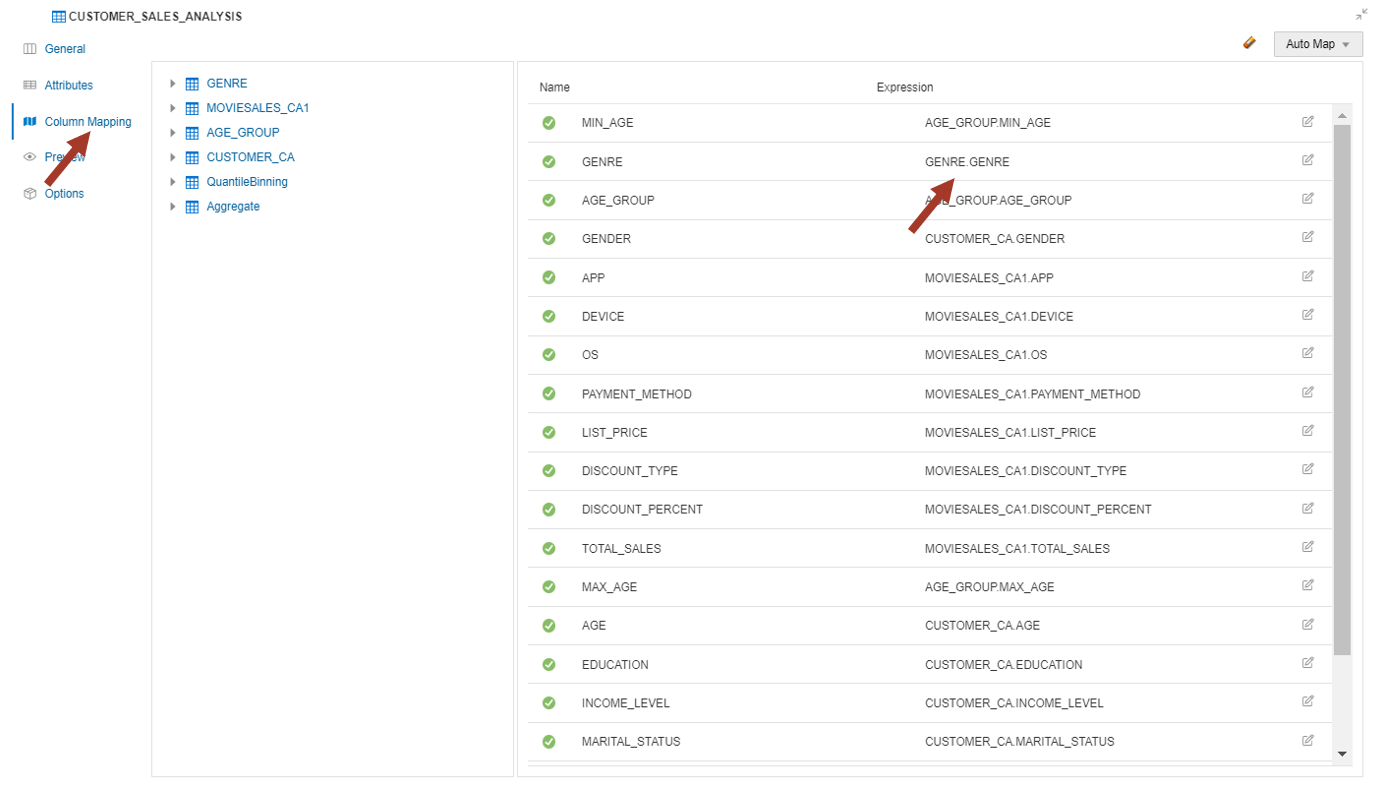 CUSTOMER_SALES_ANALYSIS
General
Attributes
Column Mapping
Preview
Options
Auto Map
GENRE
MOVIESALES_CA1
AGE_GROUP
CUSTOMER_CA
QuantileBinning
Aggregate
Name Expression
MIN_AGE AGE_GROUP.MIN_AGE
GENRE GENRE.GENRE
AGE_GROUP AGE_GROUP.AGE_GROUP
GENDER CUSTOMER_CA.GENDER
APP MOVIESALES_CA1.APP
DEVICE MOVIESALES_CA1.DEVICE
OS MOVIESALES_CA1.OS
PAYMENT_METHOD MOVIESALES_CA1.PAYMENT_METHOD
LIST_PRICE MOVIESALES_CA1.LIST_PRICE
DISCOUNT_TYPE MOVIESALES_CA1.DISCOUNT_TYPE
DISCOUNT_PERCENT MOVIESALES_CA1.DISCOUNT_PERCENT
TOTAL_SALES MOVIESALES_CA1.TOTAL_SALES
MAX_AGE AGE_GROUP.MAX_AGE
AGE CUSTOMER_CA.AGE
EDUCATION CUSTOMER_CA.EDUCATION
INCOME_LEVEL CUSTOMER_CA.INCOME_LEVEL
MARITAL_STATUS CUSTOMER_CA.MARITAL_STATUS